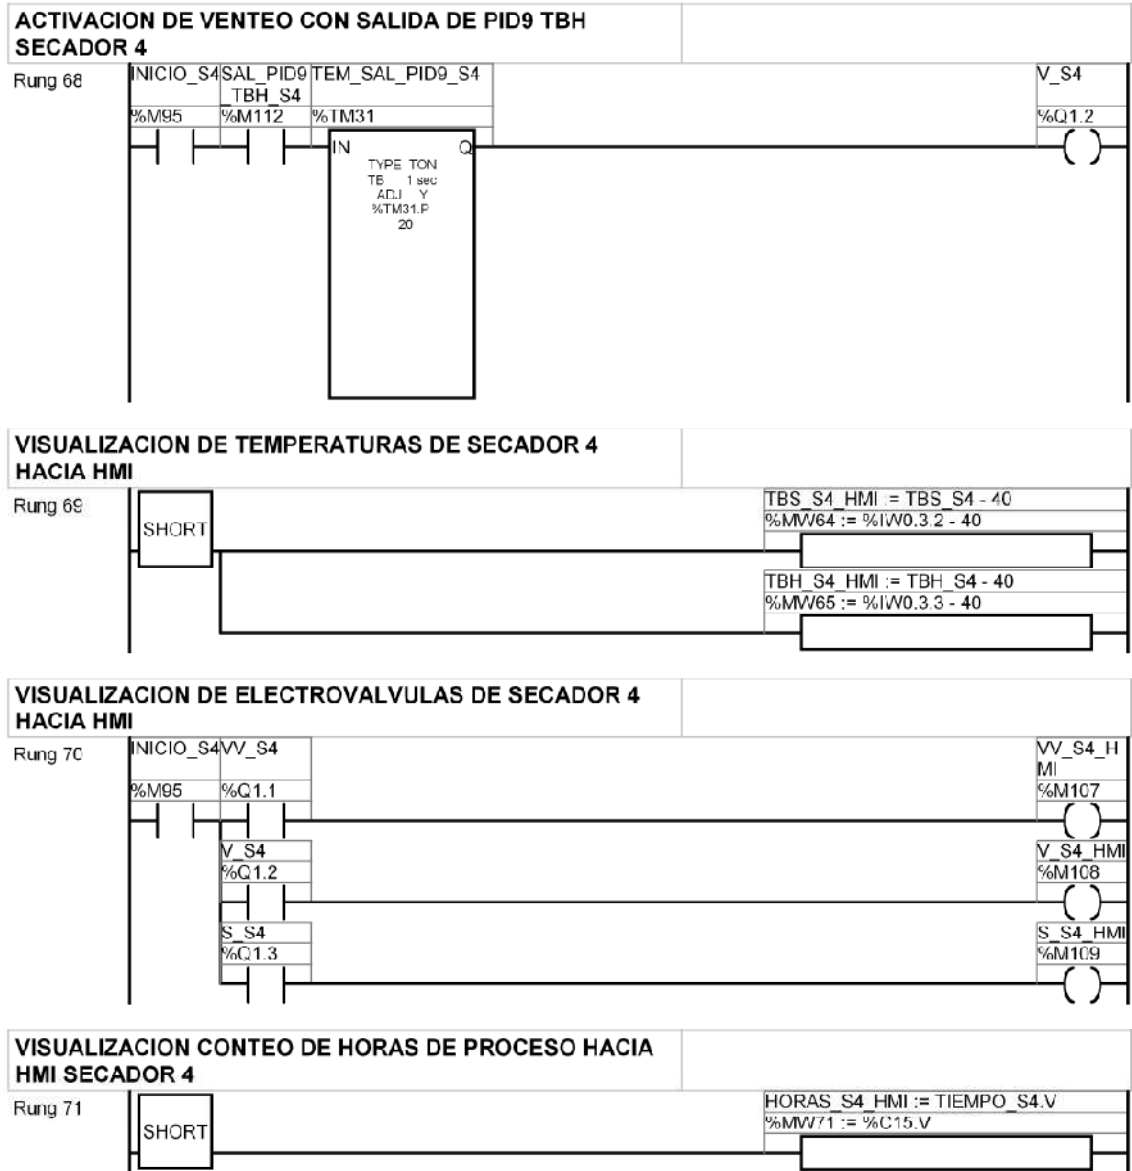 ACTIVACION DE VENTEO CON SALIDA DE PID9 TBH
SECADOR 4
Rung 68
INICIO_S4 SAL_PID9 TEM_SAL_PID9_S4 V_S4
_TBH_S4
%M95 %M112 %TM31 %Q1.2
IN Q
TYPE TON
TB 1 sec
ADJ Y
%TM31.P
20
VISUALIZACION DE TEMPERATURAS DE SECADOR 4
HACIA HMI
Rung 69
SHORT
TBS_S4_HMI := TBS_S4 - 40
%MW64 := %IW0.3.2 - 40
TBH_S4_HMI := TBH_S4 - 40
%MW65 := %IW0.3.3 - 40
VISUALIZACION DE ELECTROVALVULAS DE SECADOR 4
HACIA HMI
Rung 70
INICIO_S4 VV_S4 VV_S4_H
MI
%M95 %Q1.1 %M107
V_S4 V_S4_HMI
%Q1.2 %M108
S_S4 S_S4_HMI
%Q1.3 %M109
VISUALIZACION CONTEO DE HORAS DE PROCESO HACIA
HMI SECADOR 4
Rung 71
SHORT
HORAS_S4_HMI := TIEMPO_S4.V
%MW71 := %C15.V